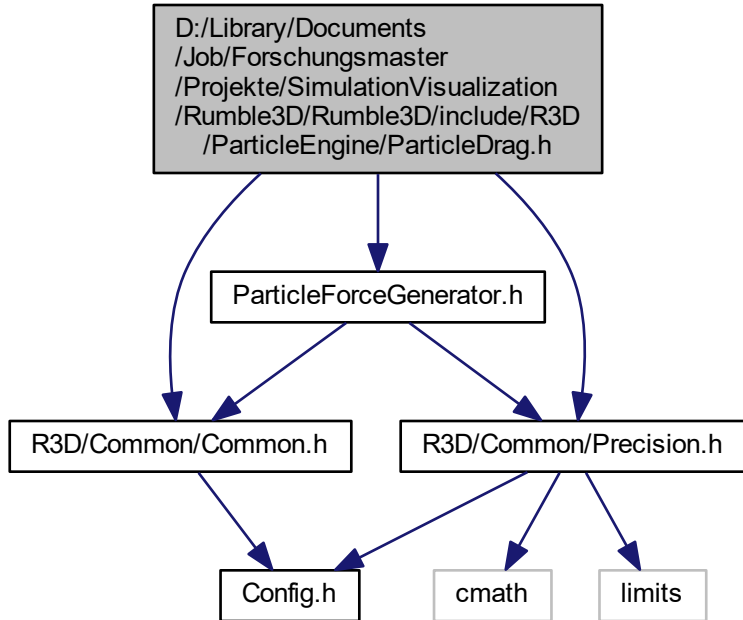 D:/Library/Documents
/Job/Forschungsmaster
/Projekte/SimulationVisualization
/Rumble3D/Rumble3D/include/R3D
/ParticleEngine/ParticleDrag.h
ParticleForceGenerator.h
R3D/Common/Common.h
R3D/Common/Precision.h
Config.h
cmath
limits